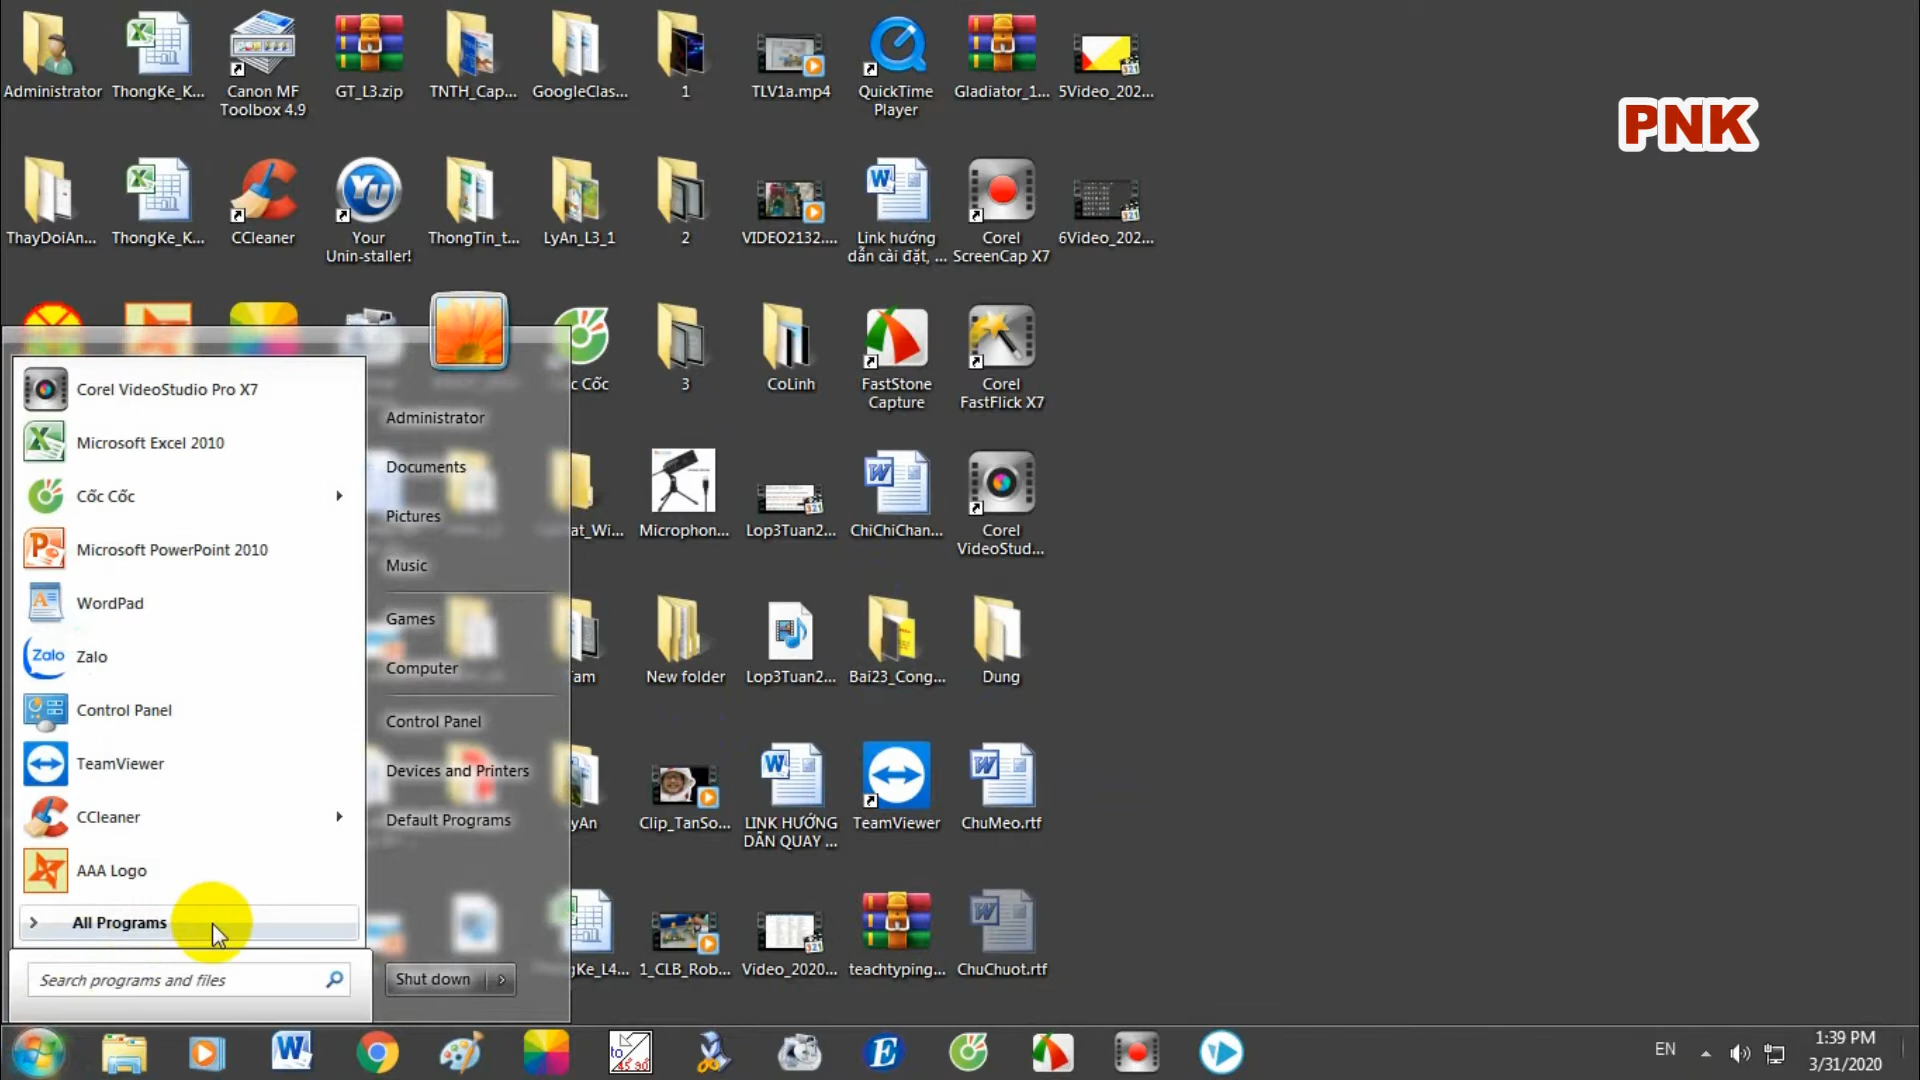 Administrator
ThongKe_K...
Canon MF
Toolbox 4.9
GT_L3.zip
TNTH_Cap...
GoogleClas...
1
TLV1a.mp4
QuickTime
Player
Gladiator_1...
5Video_202...
PNK
ThayDoiAn...
ThongKe_K...
CCleaner
Your
Unin-staller!
ThongTin_t...
LyAn_L3_1
2
VIDEO2132....
Link hướng
dẫn cài đặt, ...
Corel
ScreenCap X7
6Video_202...
c Cốc
3
CoLinh
FastStone
Capture
Corel
FastFlick X7
at_Wi...
Microphon...
Lop3Tuan2...
ChiChiChan...
Corel
VideoStud...
am
New folder
Lop3Tuan2...
Bai23_Cong...
Dung
yAn
Clip_TanSo...
LINK HƯỚNG
DẪN QUAY ...
TeamViewer
ChuMeo.rtf
gKe_L4...
1_CLB_Rob...
Video_2020...
teachtyping...
ChuChuot.rtf
Corel VideoStudio Pro X7
Microsoft Excel 2010
Cốc Cốc
Microsoft PowerPoint 2010
WordPad
Zalo
Zalo
Control Panel
TeamViewer
CCleaner
AAA Logo
All Programs
Search programs and files
Administrator
Documents
Pictures
Music
Games
Computer
Control Panel
Devices and Printers
Default Programs
Shut down
EN
1:39 PM
3/31/2020